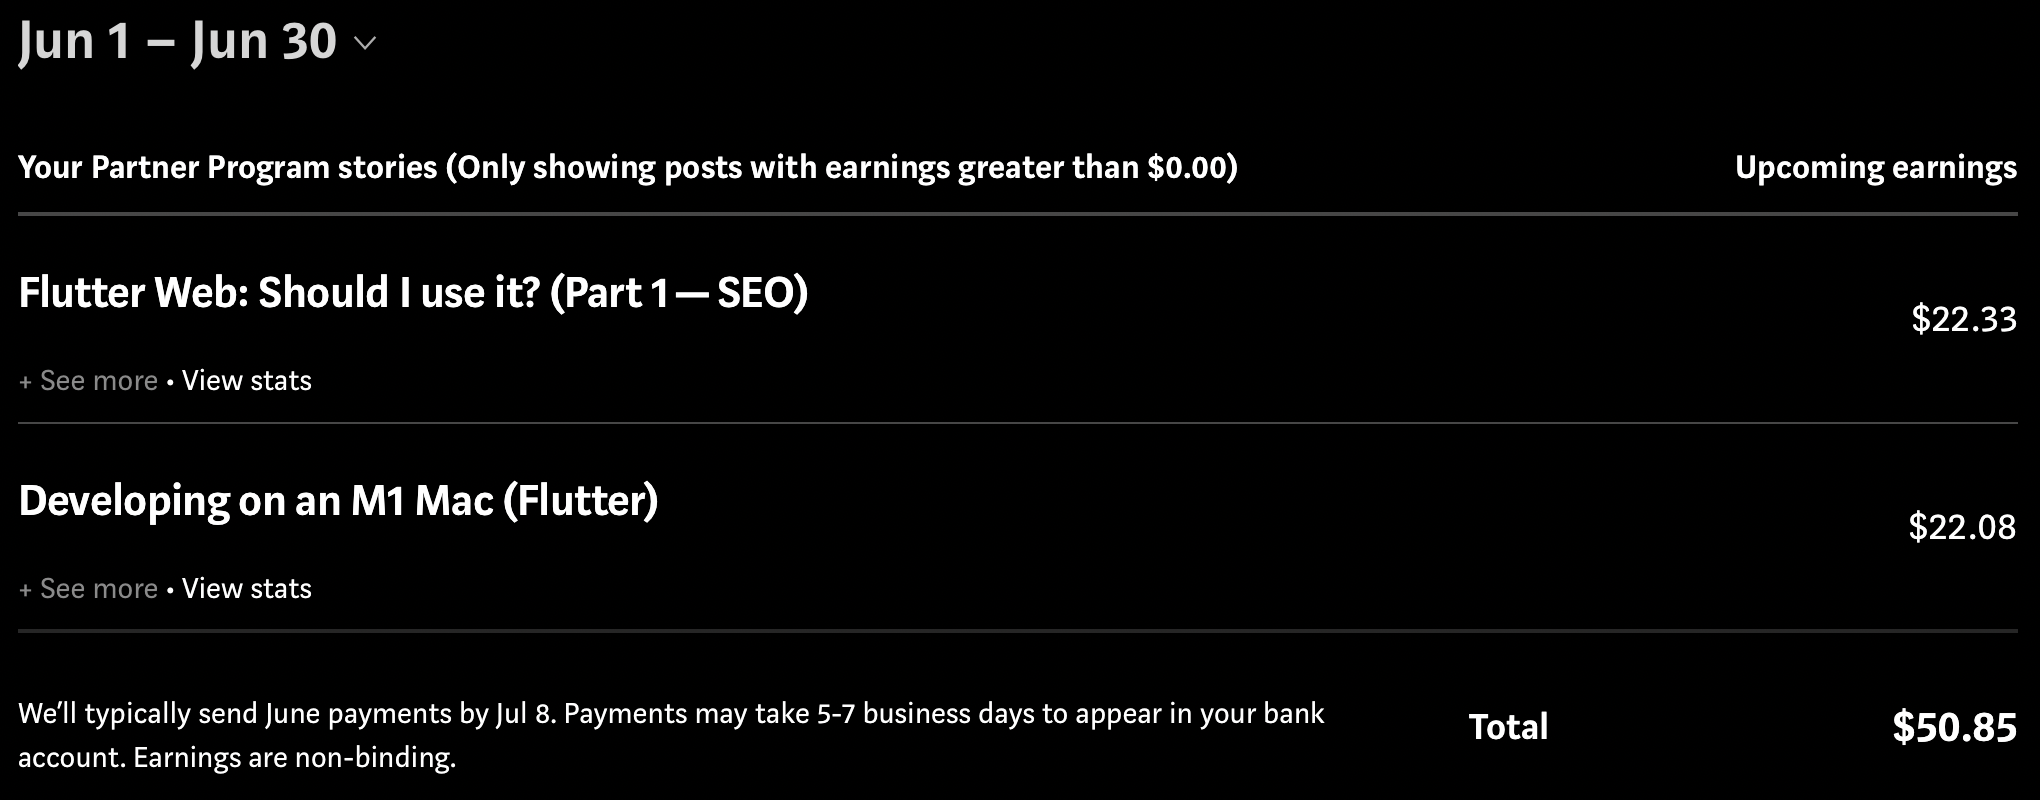 Jun 1 – Jun 30
Your Partner Program stories (Only showing posts with earnings greater than $0.00) Upcoming earnings
Flutter Web: Should I use it? (Part 1 — SEO)
$22.33
+ See more • View stats
Developing on an M1 Mac (Flutter)
$22.08
+ See more • View stats
We’ll typically send June payments by Jul 8. Payments may take 5-7 business days to appear in your bank
account. Earnings are non-binding.
Total $50.85